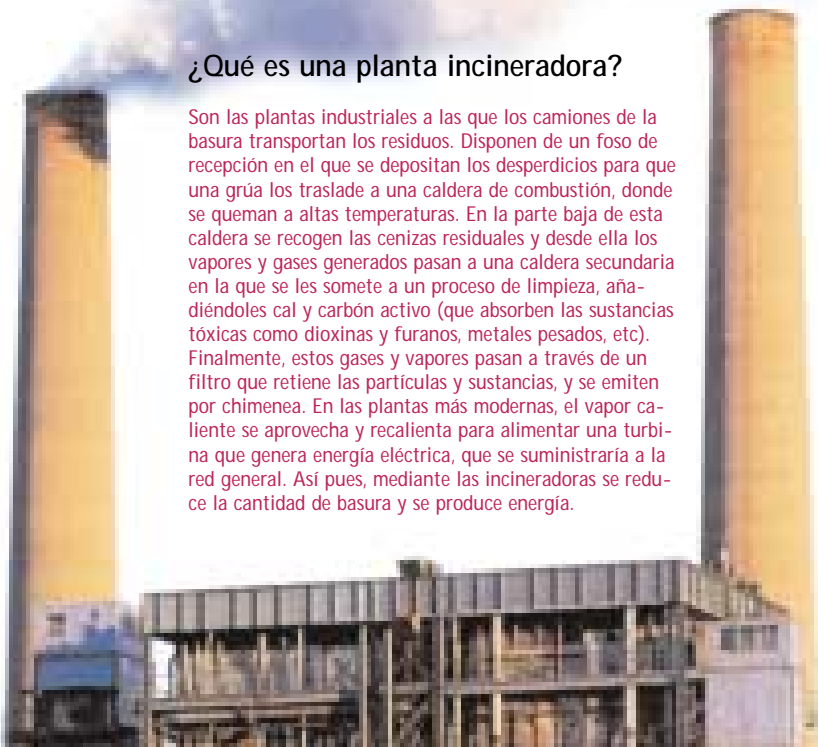 ¿Qué es una planta incineradora?
Son las plantas industriales a las que los camiones de la
basura transportan los residuos. Disponen de un foso de
recepción en el que se depositan los desperdicios para que
una grúa los traslade a una caldera de combustión, donde
se queman a altas temperaturas. En la parte baja de esta
caldera se recogen las cenizas residuales y desde ella los
vapores y gases generados pasan a una caldera secundaria
en la que se les somete a un proceso de limpieza, aña-
diéndoles cal y carbón activo (que absorben las sustancias
tóxicas como dioxinas y furanos, metales pesados, etc).
Finalmente, estos gases y vapores pasan a través de un
filtro que retiene las partículas y sustancias, y se emiten
por chimenea. En las plantas más modernas, el vapor ca-
liente se aprovecha y recalienta para alimentar una turbi-
na que genera energía eléctrica, que se suministraría a la
red general. Así pues, mediante las incineradoras se redu-
ce la cantidad de basura y se produce energía.